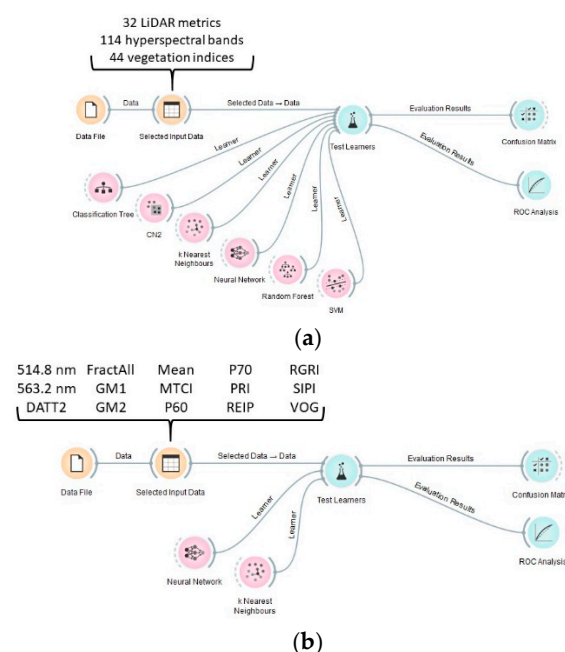 32 LiDAR metrics
114 hyperspectral bands
44 vegetation indices
Data
Selected Data → Data
Evaluation Results
Data File
Selected Input Data
Test Learners
Confusion Matrix
Evaluation Results
Learner
Learner
Learner
Learner
Learner
Learner
ROC Analysis
Classification Tree
CN2
k Nearest
Neighbours
Neural Network
Random Forest
SVM
(a)
514.8 nm FractAll Mean P70 RGRI
563.2 nm GM1 MTCI PRI SIPI
DATT2 GM2 P60 REIP VOG
Data
Selected Data → Data
Evaluation Results
Data File
Selected Input Data
Test Learners
Confusion Matri
Evaluation Results
Learner
Learner
ROC Analysis
Neural Network
k Nearest
Neighbours
(b)